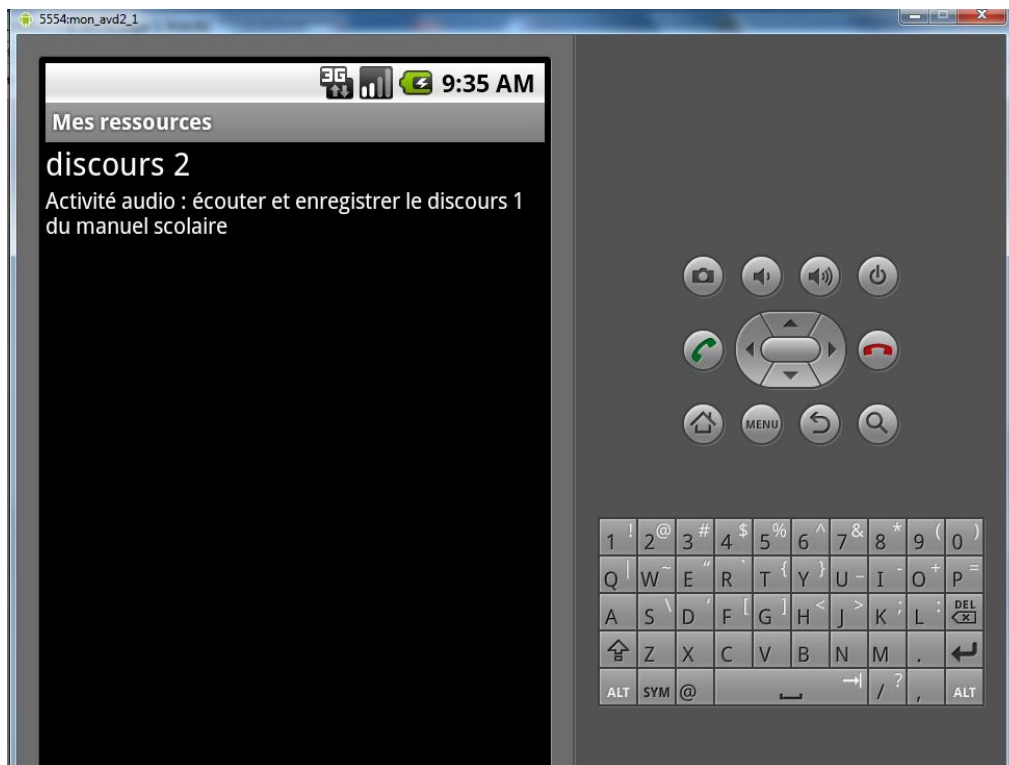 5554:mon_avd2_1
3G 9:35 AM
Mes ressources
discours 2
Activité audio : écouter et enregistrer le discours 1
du manuel scolaire
MENU
1 ! 2 @ 3 # 4 $ 5 % 6 ^ 7 & 8 * 9 ( 0 )
Q | W ~ E " R ` T { Y } U _ I - O + P =
A S \ D ' F [ G ] H < J > K ; L : DEL
Z X C V B N M .
ALT SYM @ / ? , ALT